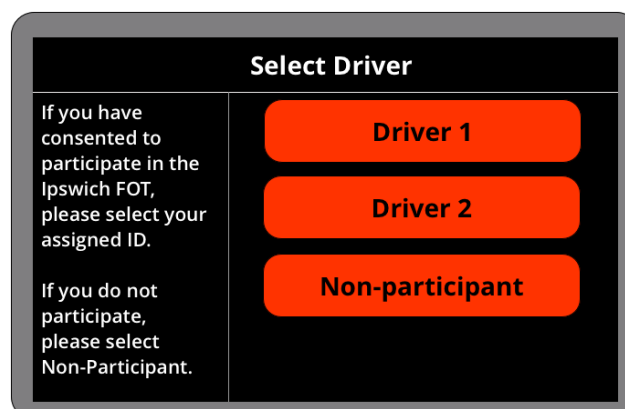 Select Driver
If you have
consented to
participate in the
Ipswich FOT,
please select your
assigned ID.
If you do not
participate,
please select
Non-Participant.
Driver 1
Driver 2
Non-participant